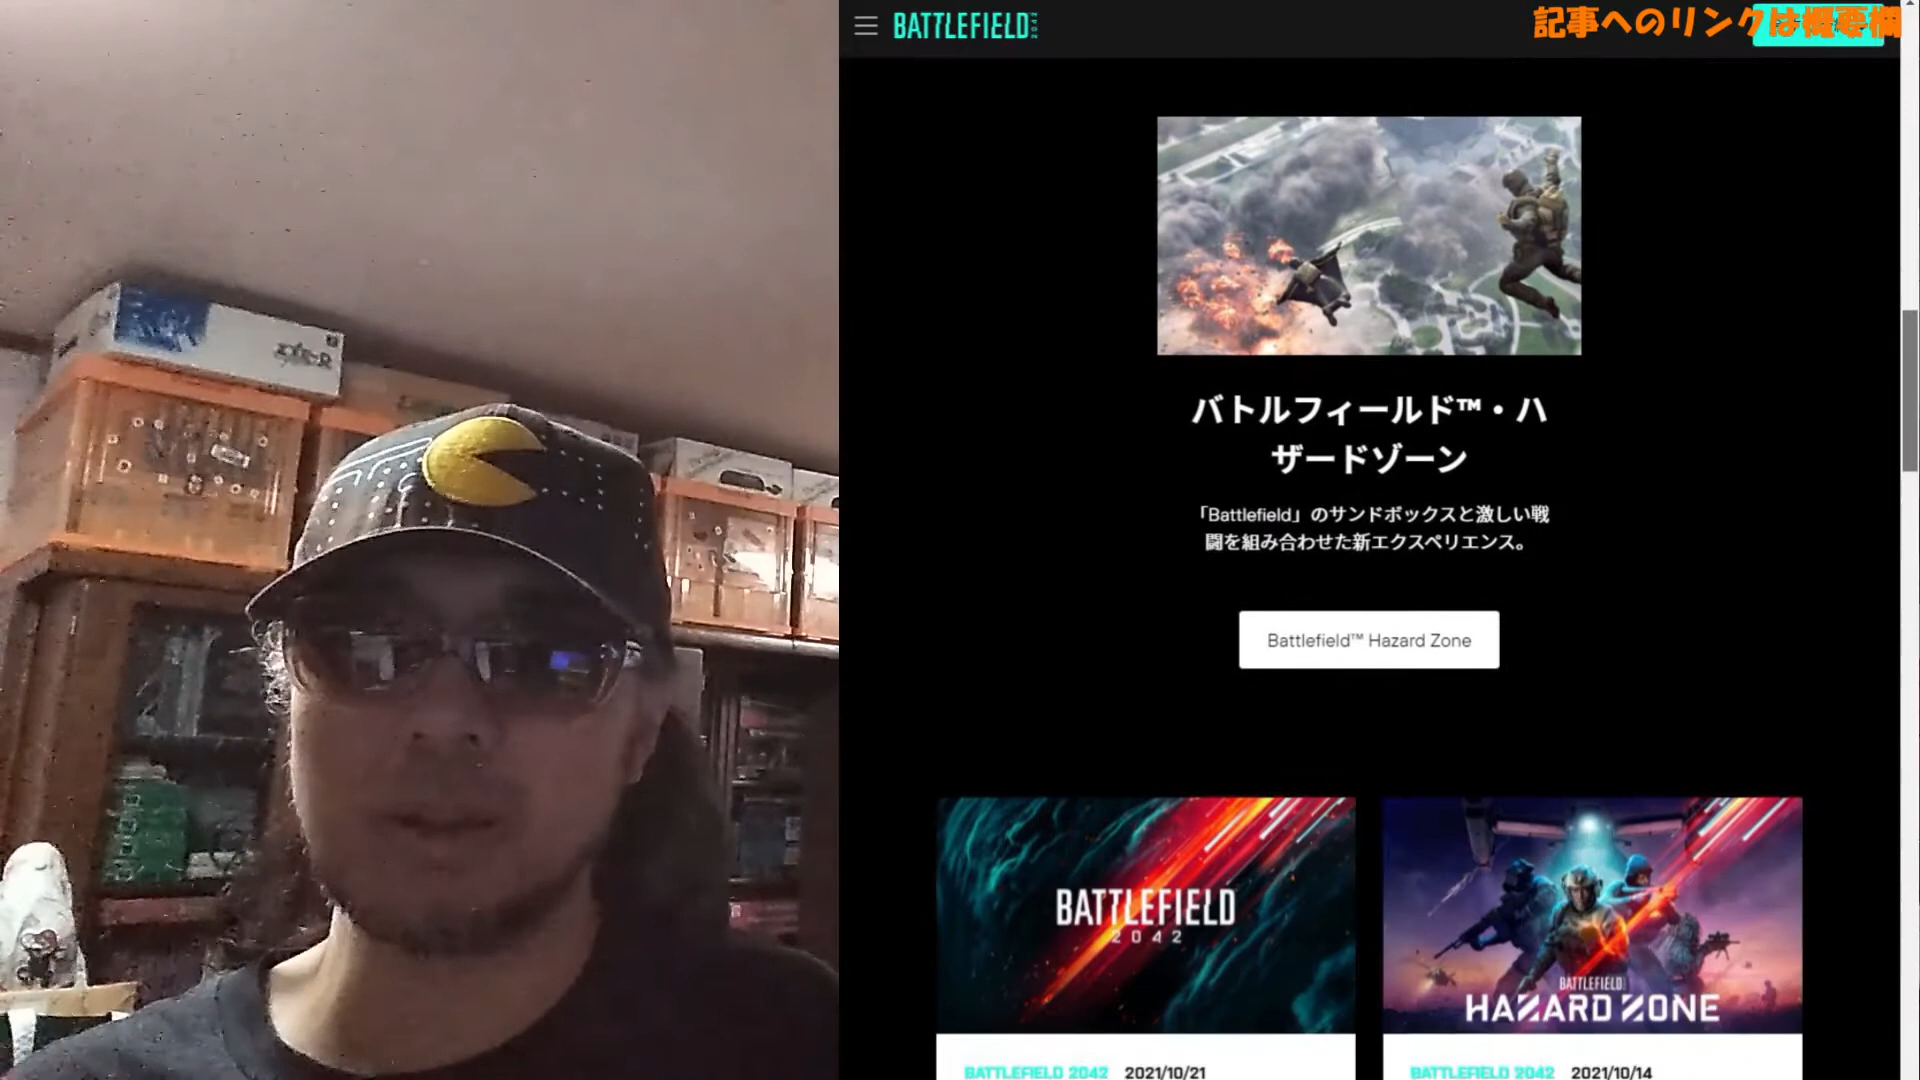 記事へのリンクは概要欄
BATTLEFIELD 2042
バトルフィールド™・ハ
ザードゾーン
「Battlefield」のサンドボックスと激しい戦
闘を組み合わせた新エクスペリエンス。
Battlefield™ Hazard Zone
BATTLEFIELD
2042
BATTLEFIELD
HAZARD ZONE
BATTLEFIELD 2042 2021/10/21
BATTLEFIELD 2042 2021/10/14